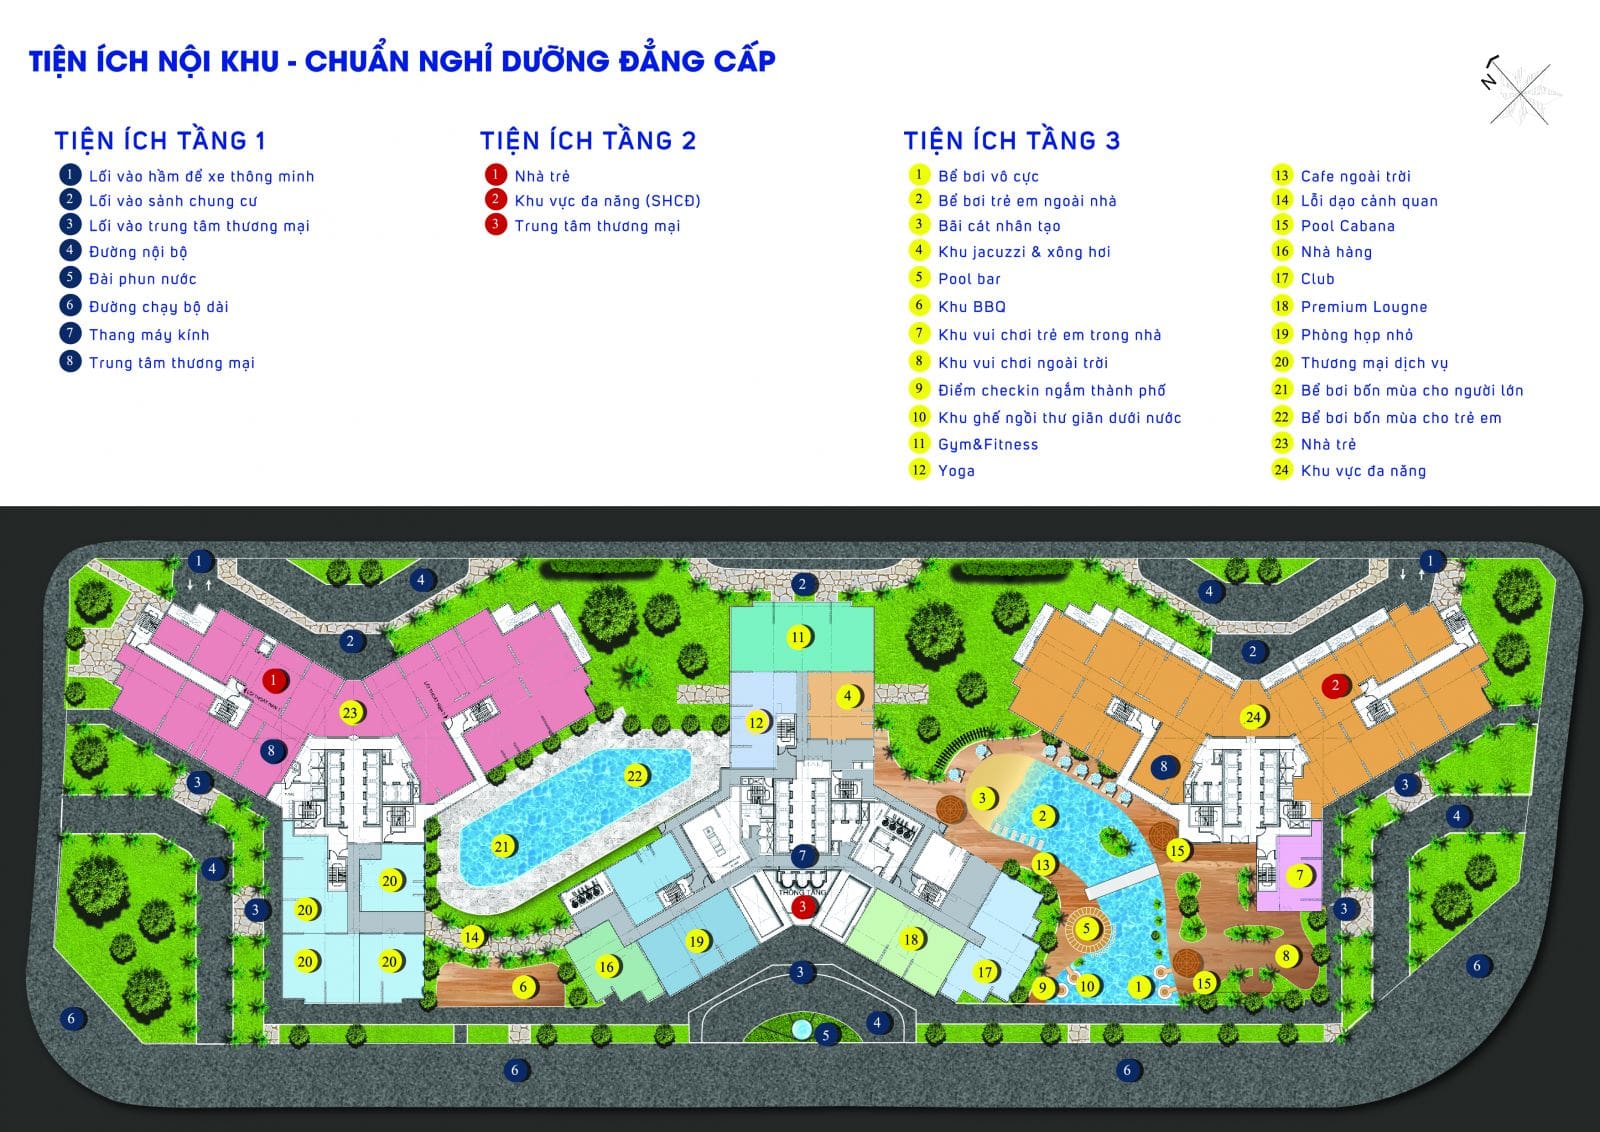 TIỆN ÍCH NỘI KHU - CHUẨN NGHỈ DƯỠNG ĐẲNG CẤP
N
TIỆN ÍCH TẦNG 1
1 Lối vào hầm để xe thông minh
2 Lối vào sảnh chung cư
3 Lối vào trung tâm thương mại
4 Đường nội bộ
5 Đài phun nước
6 Đường chạy bộ dài
7 Thang máy kính
8 Trung tâm thương mại
TIỆN ÍCH TẦNG 2
1 Nhà trẻ
2 Khu vực đa năng (SHCĐ)
3 Trung tâm thương mại
TIỆN ÍCH TẦNG 3
1 Bể bơi vô cực
2 Bể bơi trẻ em ngoài nhà
3 Bãi cát nhân tạo
4 Khu jacuzzi & xông hơi
5 Pool bar
6 Khu BBQ
7 Khu vui chơi trẻ em trong nhà
8 Khu vui chơi ngoài trời
9 Điểm checkin ngắm thành phố
10 Khu ghế ngồi thư giãn dưới nước
11 Gym&Fitness
12 Yoga
13 Cafe ngoài trời
14 Lỗi dạo cảnh quan
15 Pool Cabana
16 Nhà hàng
17 Club
18 Premium Lougne
19 Phòng họp nhỏ
20 Thương mại dịch vụ
21 Bể bơi bốn mùa cho người lớn
22 Bể bơi bốn mùa cho trẻ em
23 Nhà trẻ
24 Khu vực đa năng
1
1
4
2
4
2
11
2
1
2
4
23
12
24
8
22
8
3
3
3
2
4
21
7
13
15
20
7
4
3
20
THÔNG TẦNG
3
3
14
19
18
5
20
20
16
3
17
8
6
6
9
10
1
15
6
4
5
6
6